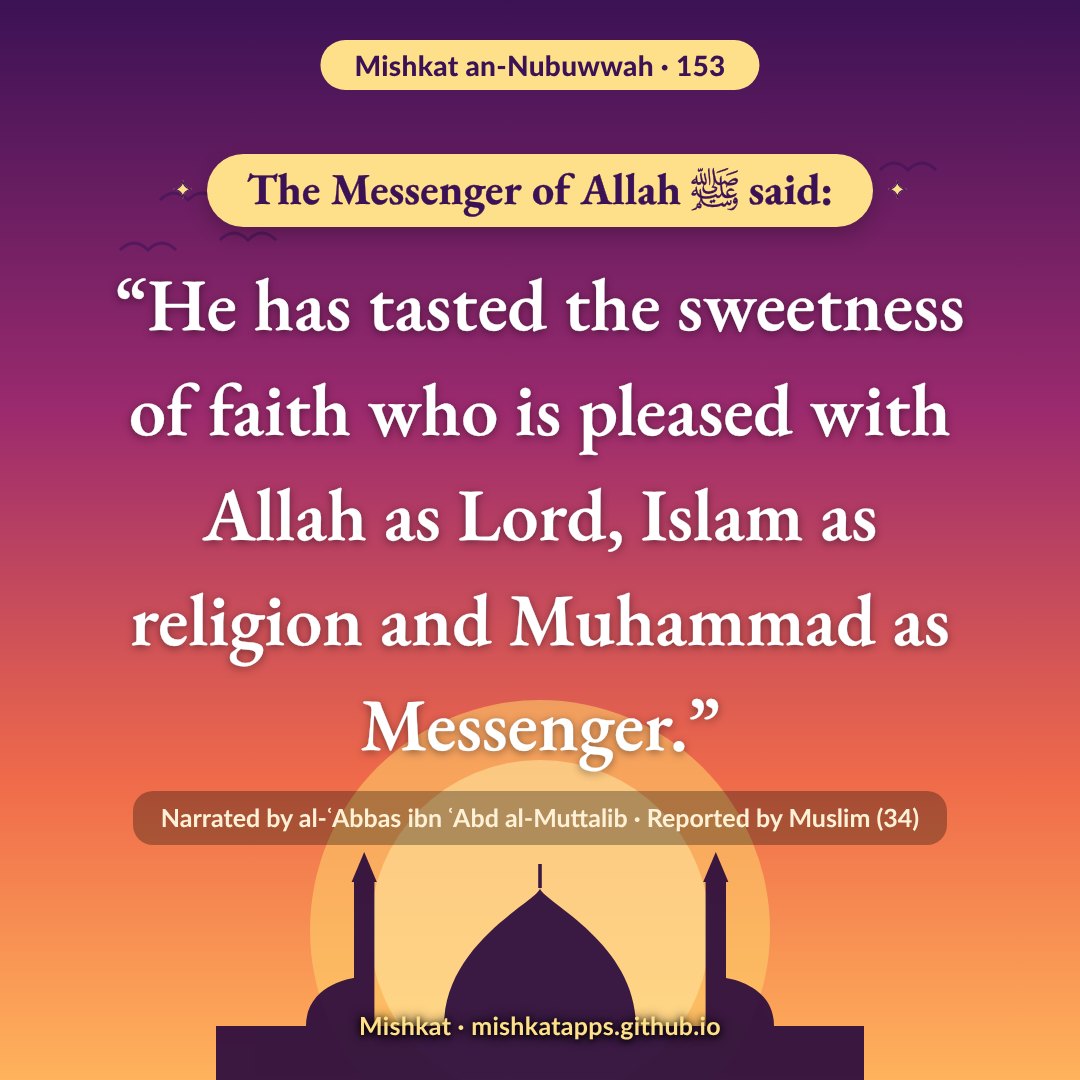 Mishkat an-Nubuwwah · 153
The Messenger of Allah ﷺ said:
“He has tasted the sweetness
of faith who is pleased with
Allah as Lord, Islam as
religion and Muhammad as
Messenger.”
Narrated by al-ʿAbbas ibn ʿAbd al-Muttalib · Reported by Muslim (34)
Mishkat · mishkatapps.github.io